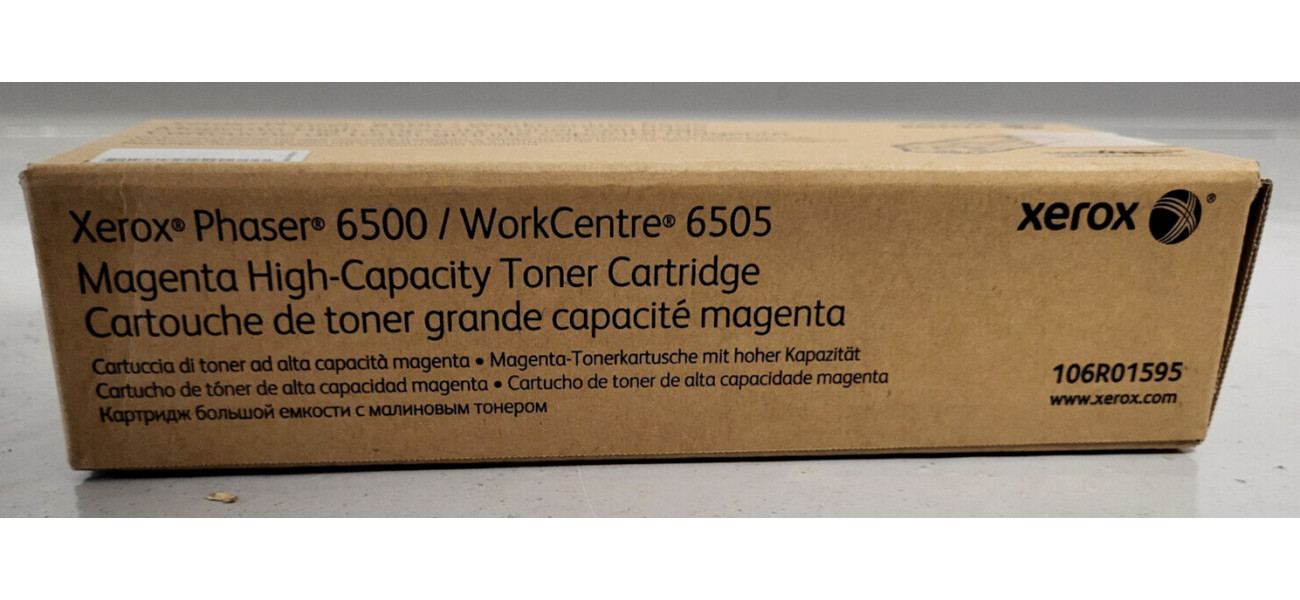 Xerox® Phaser® 6500 / WorkCentre® 6505
xerox ®
Magenta High-Capacity Toner Cartridge
Cartouche de toner grande capacité magenta
Cartuccia di toner ad alta capacità magenta • Magenta-Tonerkartusche mit hoher Kapazität
Cartucho de tóner de alta capacidad magenta • Cartucho de toner de alta capacidade magenta
Картридж большой емкости с малиновым тонером
106R01595
www.xerox.com